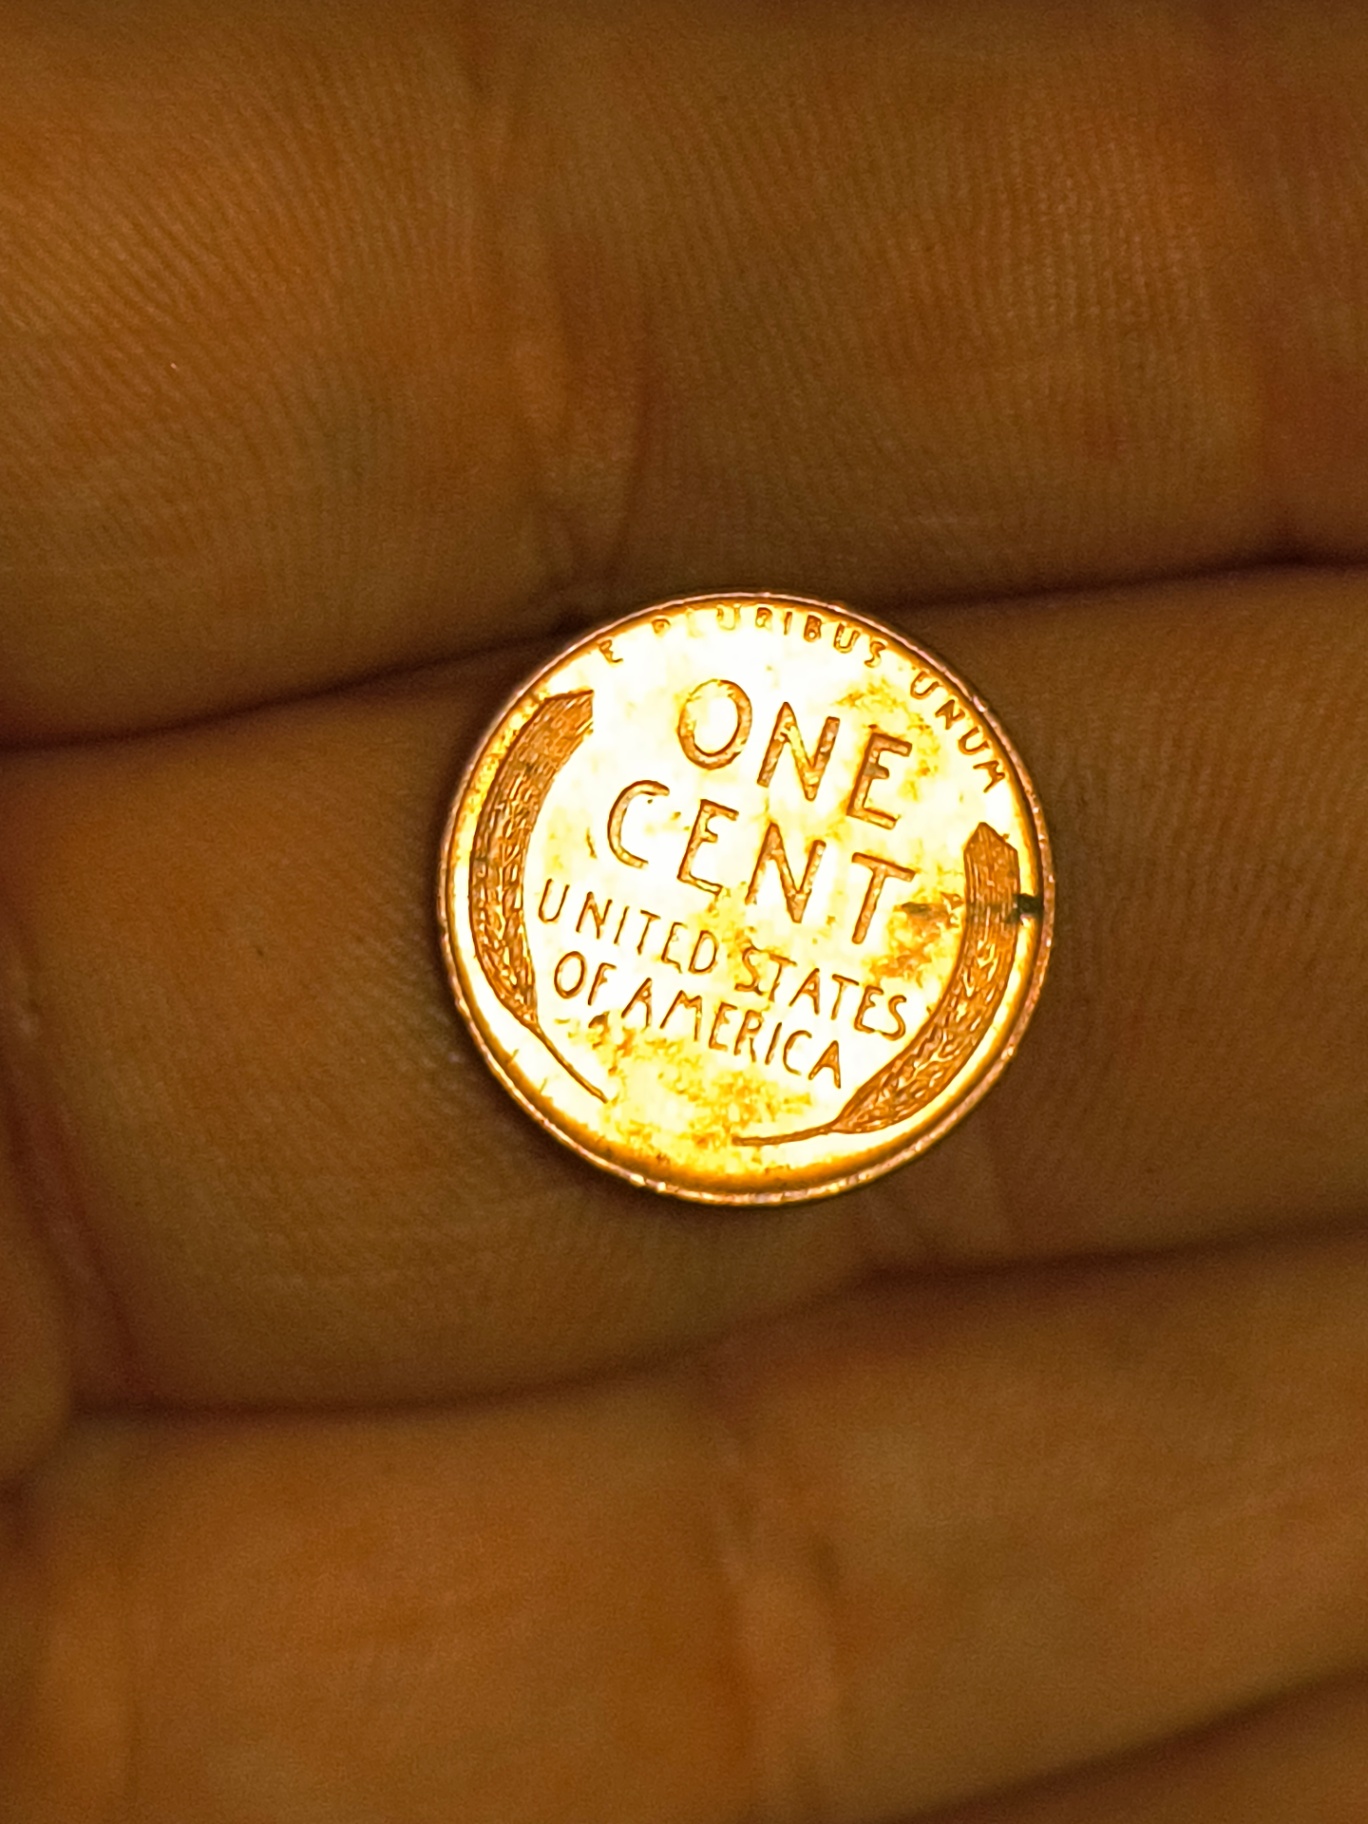 E PLURIBUS UNUM
ONE
CENT
UNITED STATES
OF AMERICA